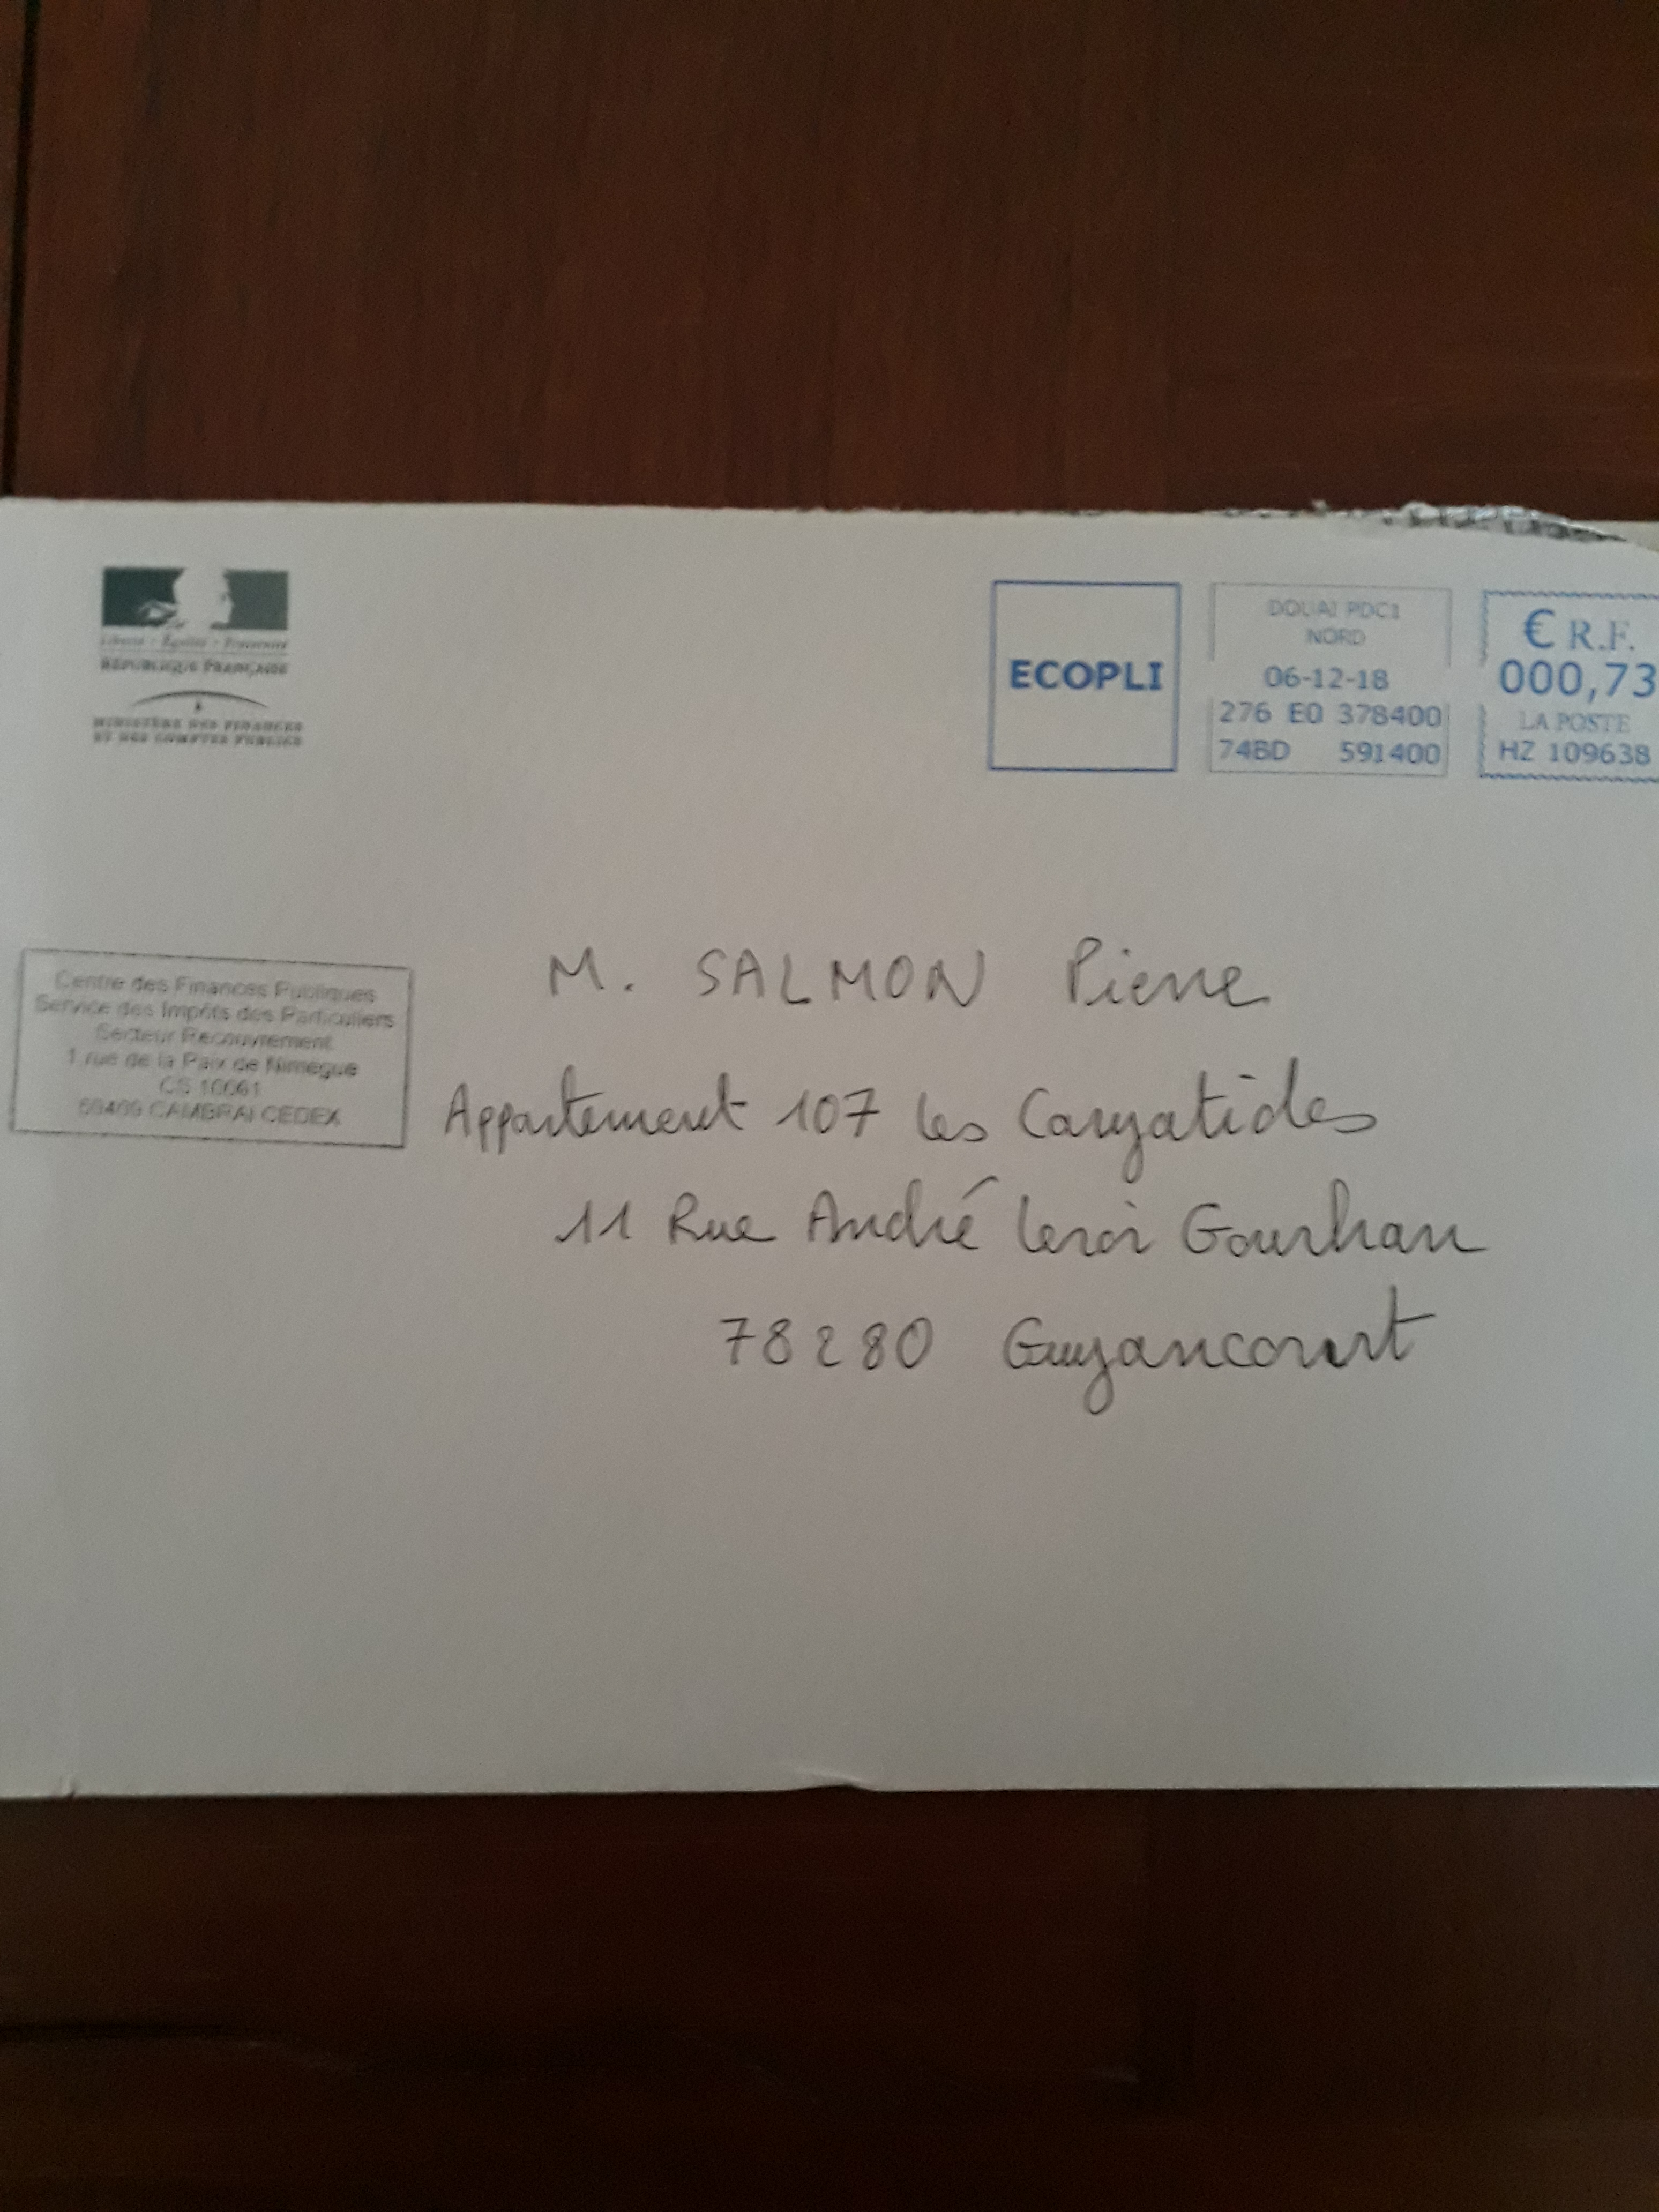 Liberté • Égalité • Fraternité
RÉPUBLIQUE FRANÇAISE
MINISTÈRE DES FINANCES
ET DES COMPTES PUBLICS
ECOPLI
DOUAI PDC1
NORD
06-12-18
276 E0 378400
74BD 591400
€ R.F.
000,73
LA POSTE
HZ 109638
Centre des Finances Publiques
Service des Impôts des Particuliers
Secteur Recouvrement
1 rue de la Paix de Nimègue
CS 10061
59409 CAMBRAI CEDEX
M. SALMON Pierre
Appartement 107 les Caryatides
11 Rue André Leroi Gourhan
78280 Guyancourt